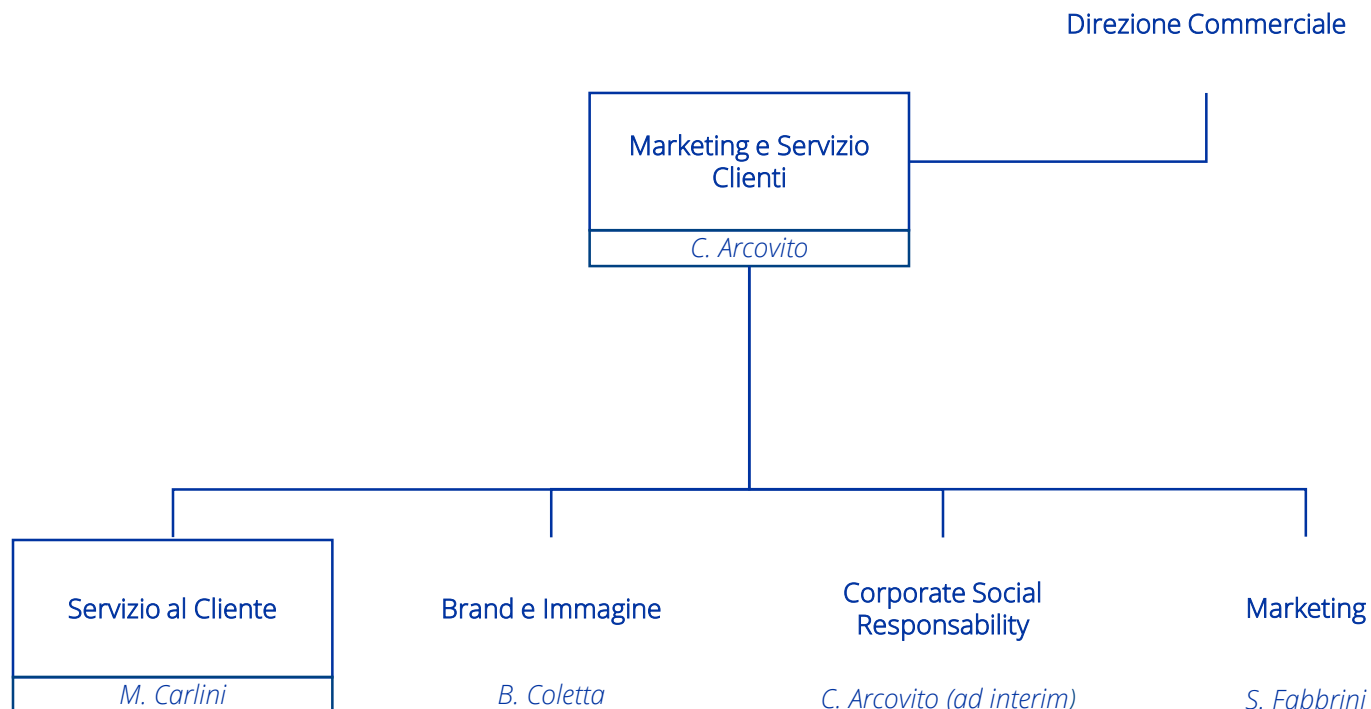 Direzione Commerciale
Marketing e Servizio
Clienti
C. Arcovito
Servizio al Cliente
M. Carlini
Brand e Immagine
B. Coletta
Corporate Social
Responsability
C. Arcovito (ad interim)
Marketing
S. Fabbrini